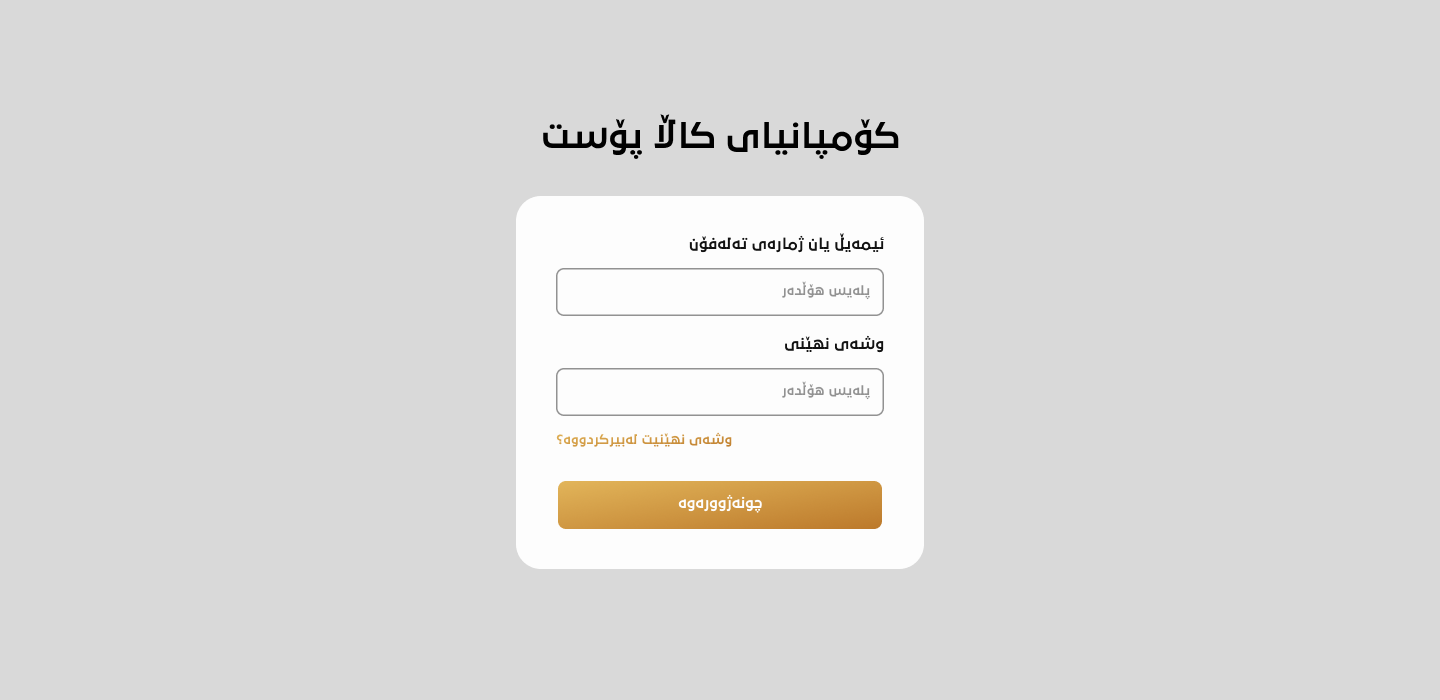 کۆمپانیای کاڵا پۆست
ئیمەیڵ یان ژمارەی تەلەفۆن
پلەیس هۆڵدەر
وشەی نهێنی
پلەیس هۆڵدەر
وشەی نهێنیت لەبیرکردووە؟
چونەژوورەوە